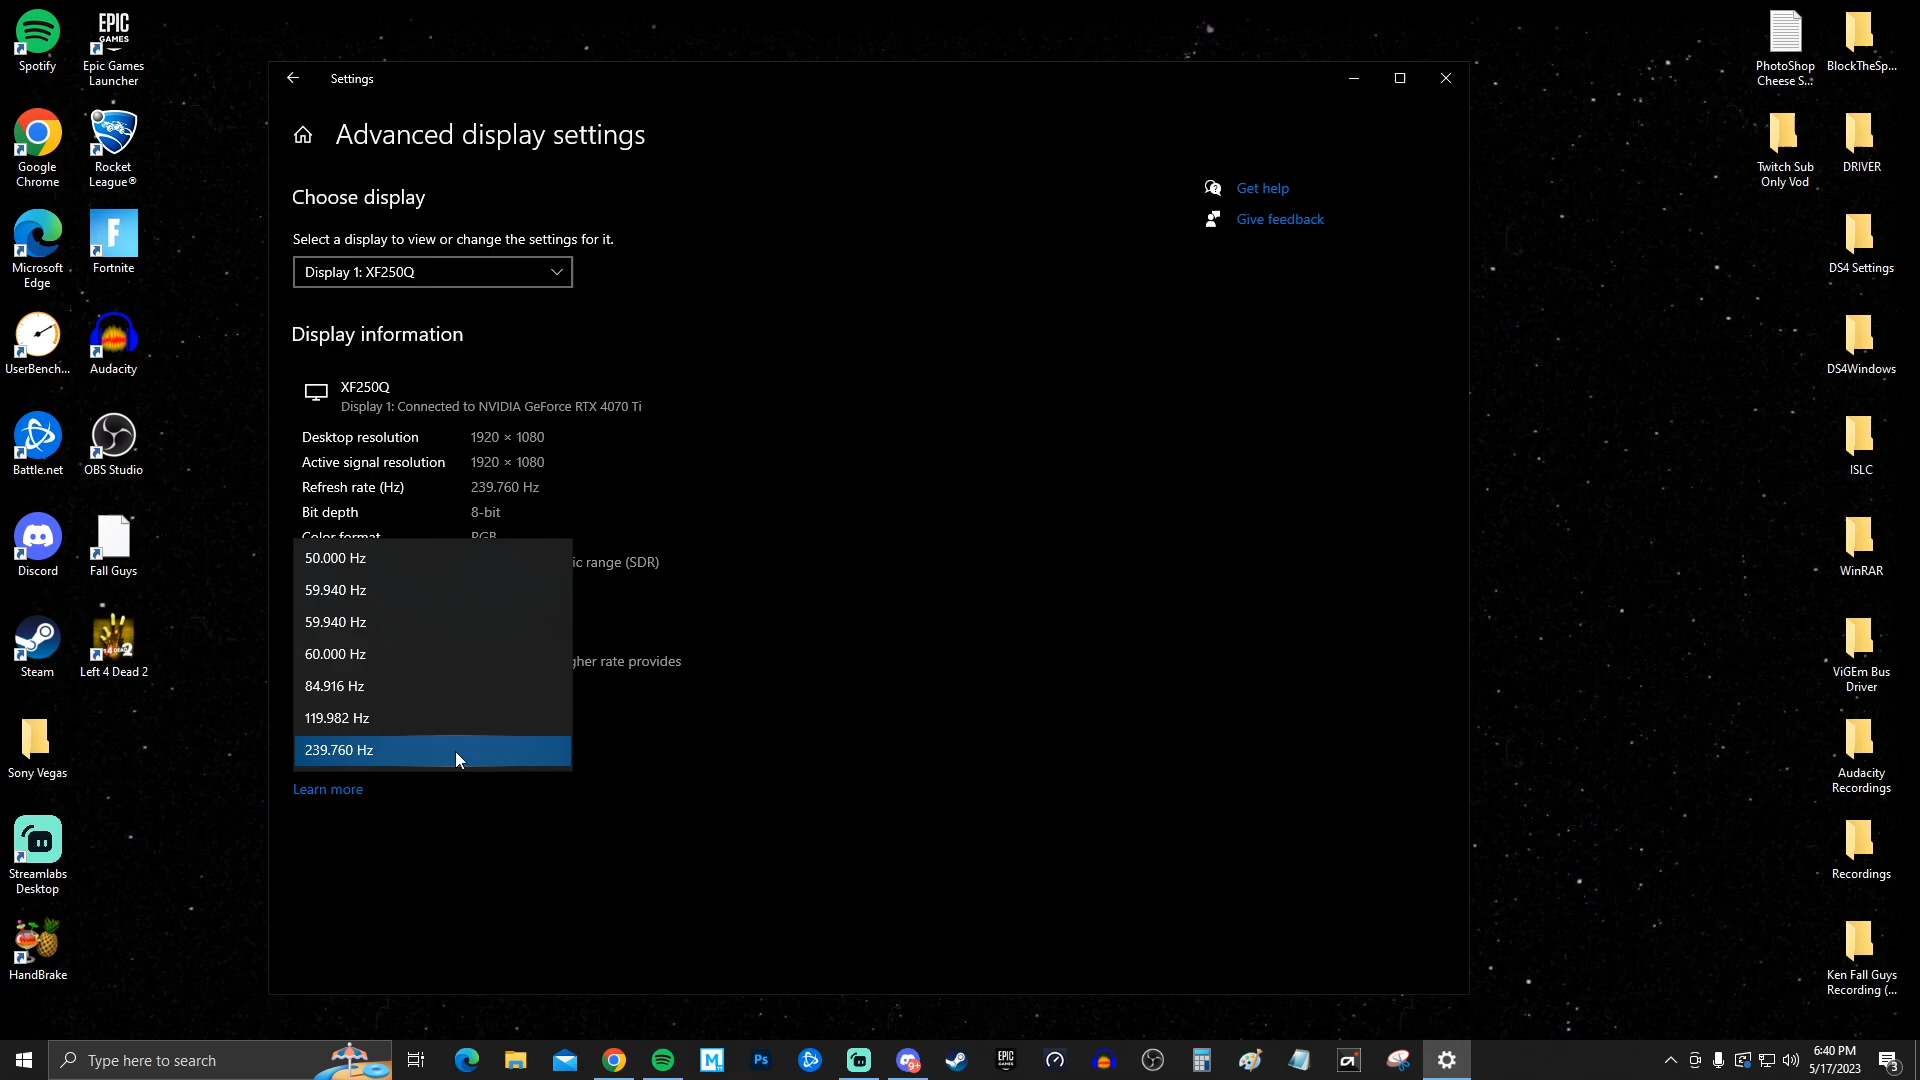 Spotify
EPIC
GAMES
Epic Games
Launcher
Google
Chrome
Rocket
League®
Microsoft
Edge
F
Fortnite
UserBench...
Audacity
Battle.net
OBS Studio
Discord
Fall Guys
Steam
Left 4 Dead 2
Sony Vegas
Streamlabs
Desktop
HandBrake
Settings
Advanced display settings
Choose display
Select a display to view or change the settings for it.
Display 1: XF250Q
Get help
Give feedback
Display information
XF250Q
Display 1: Connected to NVIDIA GeForce RTX 4070 Ti
Desktop resolution 1920 × 1080
Active signal resolution 1920 × 1080
Refresh rate (Hz) 239.760 Hz
Bit depth 8-bit
Color format RGB
ic range (SDR)
gher rate provides
50.000 Hz
59.940 Hz
59.940 Hz
60.000 Hz
84.916 Hz
119.982 Hz
239.760 Hz
Learn more
PhotoShop
Cheese S...
BlockTheSp...
Twitch Sub
Only Vod
DRIVER
DS4 Settings
DS4Windows
ISLC
WinRAR
ViGEm Bus
Driver
Audacity
Recordings
Recordings
Ken Fall Guys
Recording (...
Type here to search
M
Ps
9+
EPIC
6:40 PM
5/17/2023
3